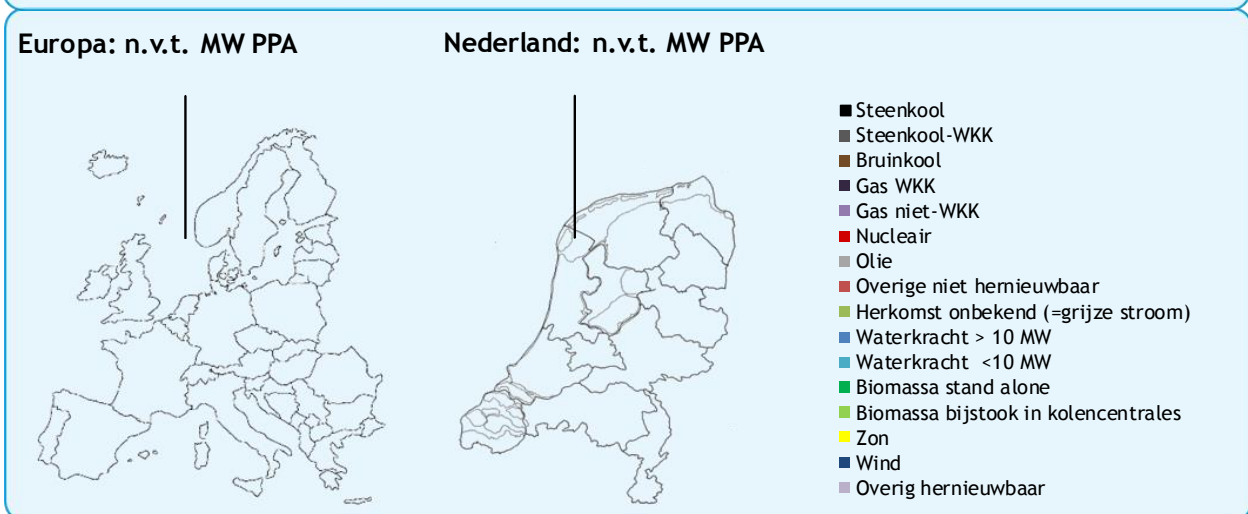 Europa: n.v.t. MW PPA
Nederland: n.v.t. MW PPA
Steenkool
Steenkool-WKK
Bruinkool
Gas WKK
Gas niet-WKK
Nucleair
Olie
Overige niet hernieuwbaar
Herkomst onbekend (=grijze stroom)
Waterkracht > 10 MW
Waterkracht <10 MW
Biomassa stand alone
Biomassa bijstook in kolencentrales
Zon
Wind
Overig hernieuwbaar